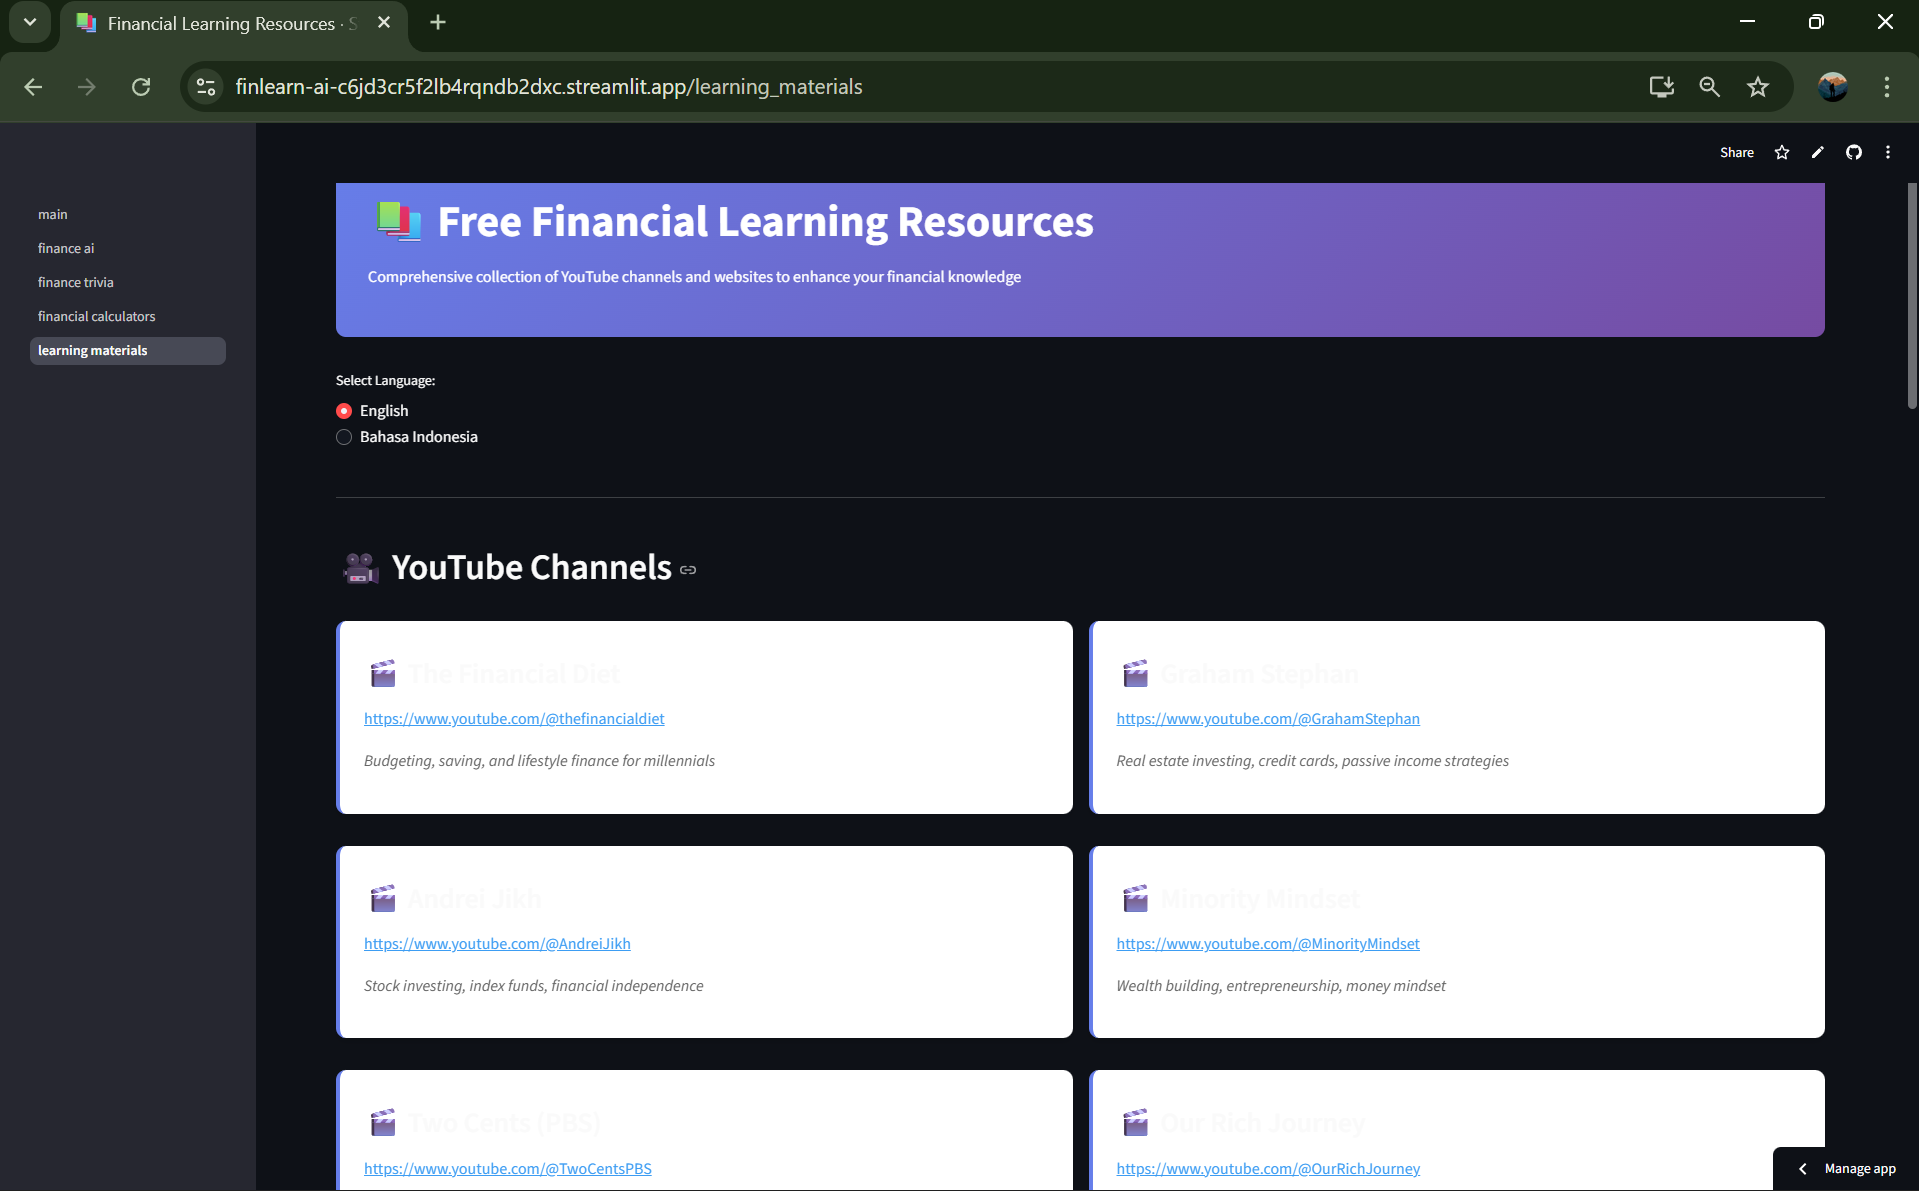 Financial Learning Resources · S
finlearn-ai-c6jd3cr5f2lb4rqndb2dxc.streamlit.app/learning_materials
Share
main
finance ai
finance trivia
financial calculators
learning materials
Free Financial Learning Resources
Comprehensive collection of YouTube channels and websites to enhance your financial knowledge
Select Language:
English
Bahasa Indonesia
YouTube Channels
The Financial Diet
https://www.youtube.com/@thefinancialdiet
Budgeting, saving, and lifestyle finance for millennials
Graham Stephan
https://www.youtube.com/@GrahamStephan
Real estate investing, credit cards, passive income strategies
Andrei Jikh
https://www.youtube.com/@AndreiJikh
Stock investing, index funds, financial independence
Minority Mindset
https://www.youtube.com/@MinorityMindset
Wealth building, entrepreneurship, money mindset
Two Cents (PBS)
https://www.youtube.com/@TwoCentsPBS
Our Rich Journey
https://www.youtube.com/@OurRichJourney
Manage app